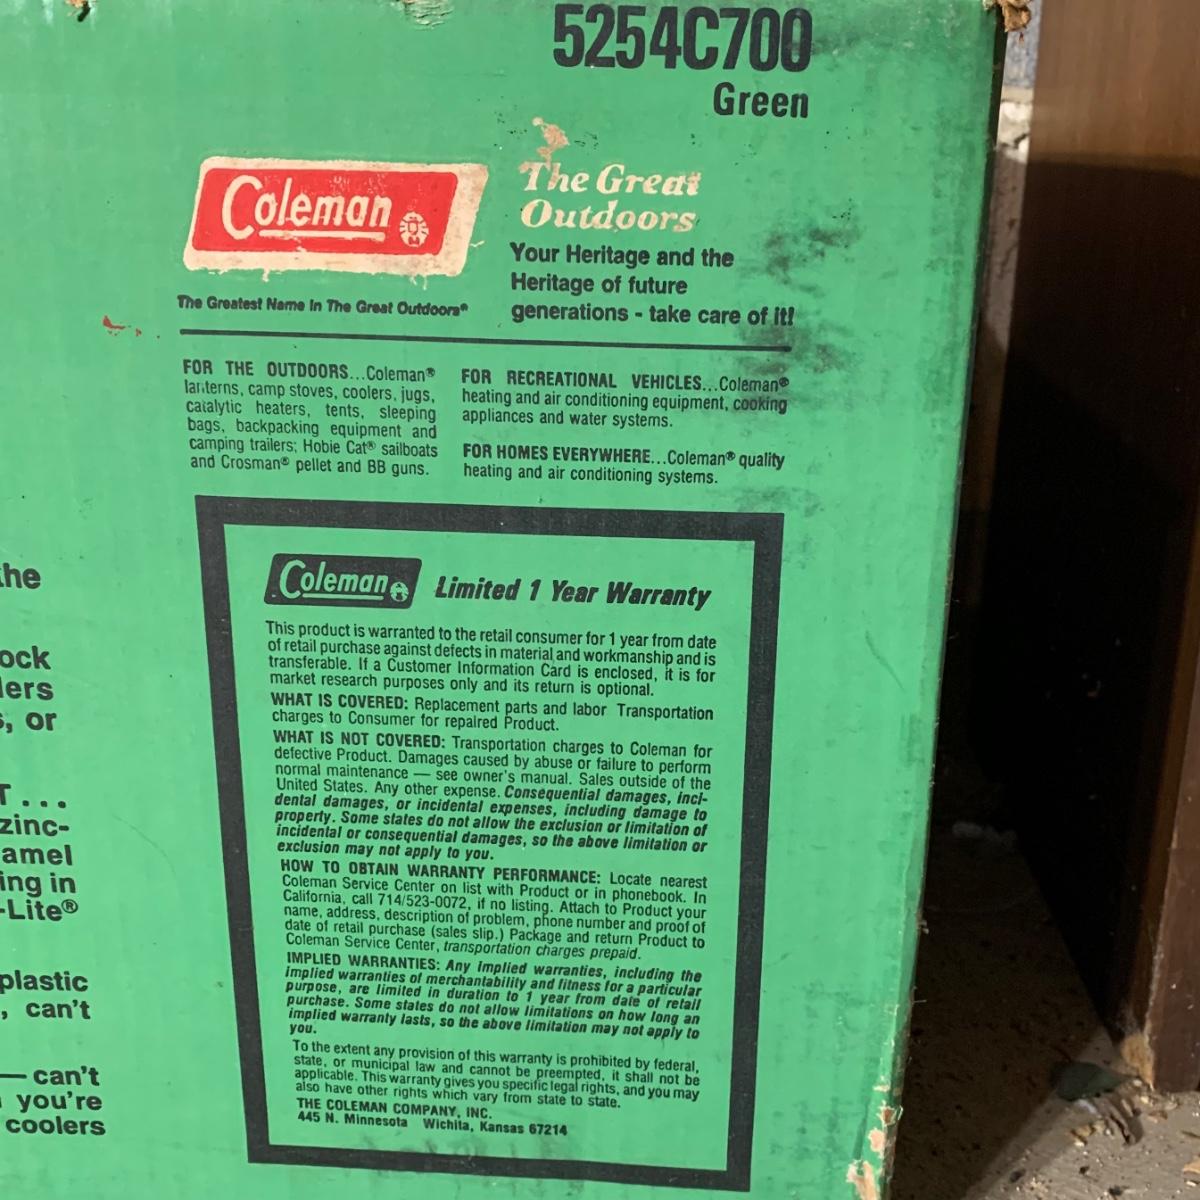 5254C700
Green
Coleman
The Great
Outdoors
Your Heritage and the
Heritage of future
generations - take care of it!
The Greatest Name In The Great Outdoors®
FOR THE OUTDOORS...Coleman®
lanterns, camp stoves, coolers, jugs,
catalytic heaters, tents, sleeping
bags, backpacking equipment and
camping trailers; Hobie Cat® sailboats
and Crosman® pellet and BB guns.
FOR RECREATIONAL VEHICLES...Coleman®
heating and air conditioning equipment, cooking
appliances and water systems.
FOR HOMES EVERYWHERE...Coleman® quality
heating and air conditioning systems.
the
ock
lers
s, or
T...
zinc-
amel
ing in
-Lite®
plastic
, can't
— can't
you're
coolers
Coleman
Limited 1 Year Warranty
This product is warranted to the retail consumer for 1 year from date
of retail purchase against defects in material and workmanship and is
transferable. If a Customer Information Card is enclosed, it is for
market research purposes only and its return is optional.
WHAT IS COVERED: Replacement parts and labor Transportation
charges to Consumer for repaired Product.
WHAT IS NOT COVERED: Transportation charges to Coleman for
defective Product. Damages caused by abuse or failure to perform
normal maintenance — see owner's manual. Sales outside of the
United States. Any other expense. Consequential damages, inci-
dental damages, or incidental expenses, including damage to
property. Some states do not allow the exclusion or limitation of
incidental or consequential damages, so the above limitation or
exclusion may not apply to you.
HOW TO OBTAIN WARRANTY PERFORMANCE: Locate nearest
Coleman Service Center on list with Product or in phonebook. In
California, call 714/523-0072, if no listing. Attach to Product your
name, address, description of problem, phone number and proof of
date of retail purchase (sales slip.) Package and return Product to
Coleman Service Center, transportation charges prepaid.
IMPLIED WARRANTIES: Any implied warranties, including the
implied warranties of merchantability and fitness for a particular
purpose, are limited in duration to 1 year from date of retail
purchase. Some states do not allow limitations on how long an
implied warranty lasts, so the above limitation may not apply to
you.
To the extent any provision of this warranty is prohibited by federal,
state, or municipal law and cannot be preempted, it shall not be
applicable. This warranty gives you specific legal rights, and you may
also have other rights which vary from state to state.
THE COLEMAN COMPANY, INC.
445 N. Minnesota Wichita, Kansas 67214